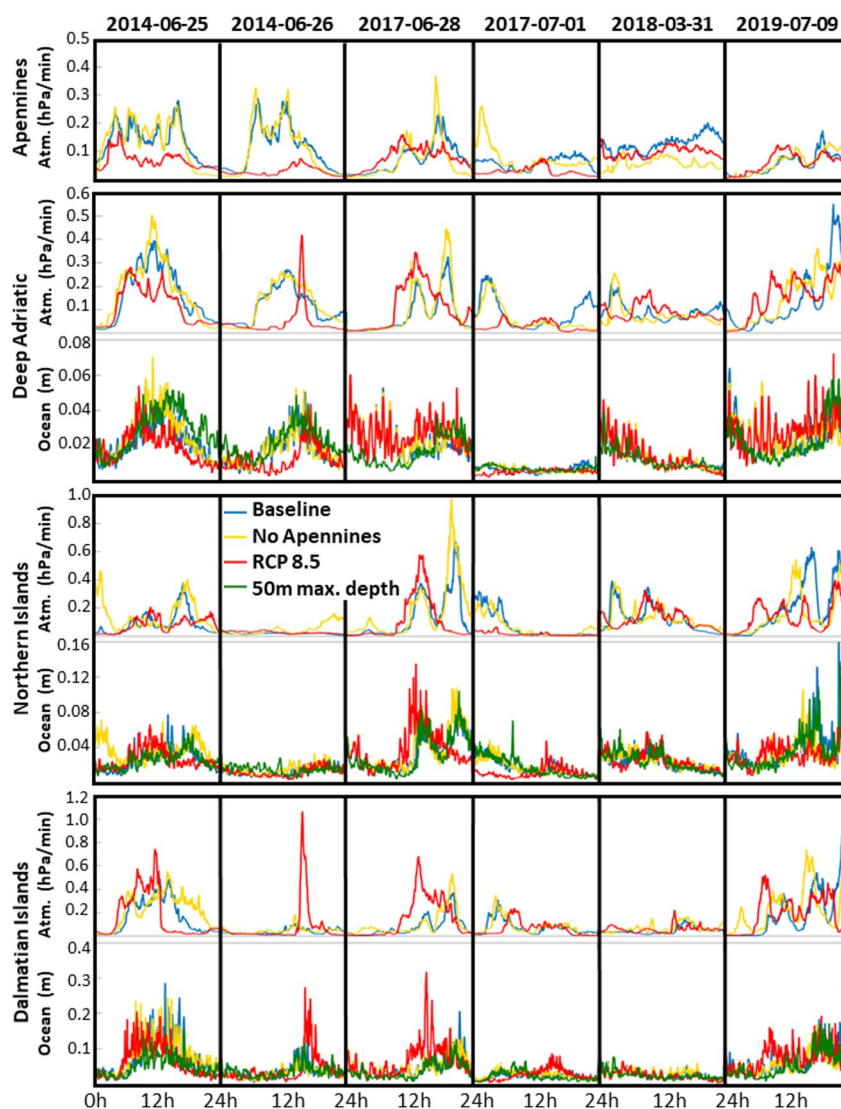 2014-06-25 2014-06-26 2017-06-28 2017-07-01 2018-03-31 2019-07-09
Apennines
Atm. (hPa/min)
0.5
0.4
0.3
0.2
0.1
Deep Adriatic
Atm. (hPa/min)
0.6
0.5
0.4
0.3
0.2
0.1
Ocean (m)
0.08
0.06
0.04
0.02
Northern Islands
Atm. (hPa/min)
1.0
0.8
0.6
0.4
0.2
Baseline
No Apennines
RCP 8.5
50m max. depth
Ocean (m)
0.16
0.12
0.08
0.04
Dalmatian Islands
Atm. (hPa/min)
1.2
1.0
0.8
0.6
0.4
0.2
Ocean (m)
0.4
0.3
0.2
0.1
0h 12h 24h 12h 24h 12h 24h 12h 24h 12h 24h 12h